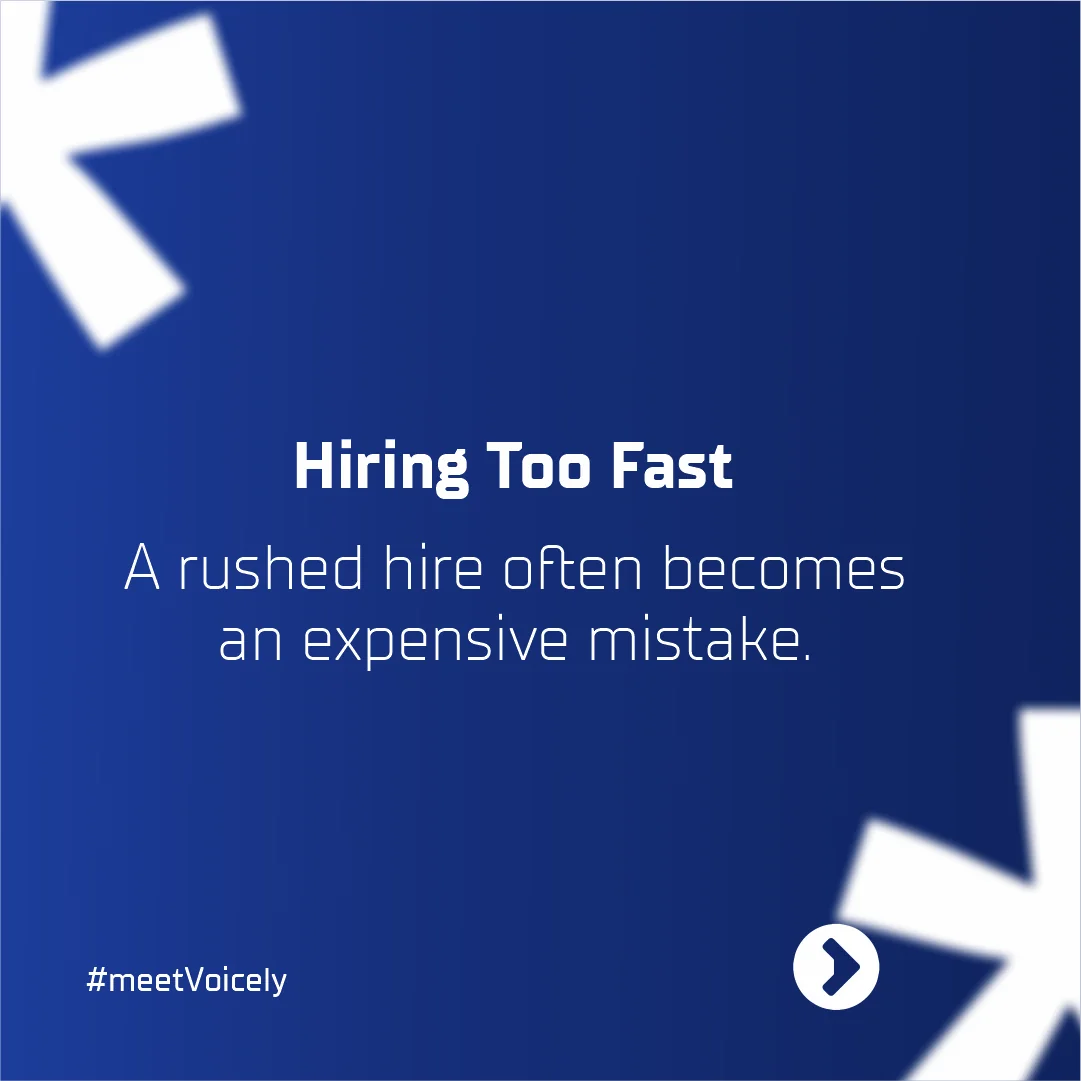 Hiring Too Fast
A rushed hire often becomes
an expensive mistake.
#meetVoicely